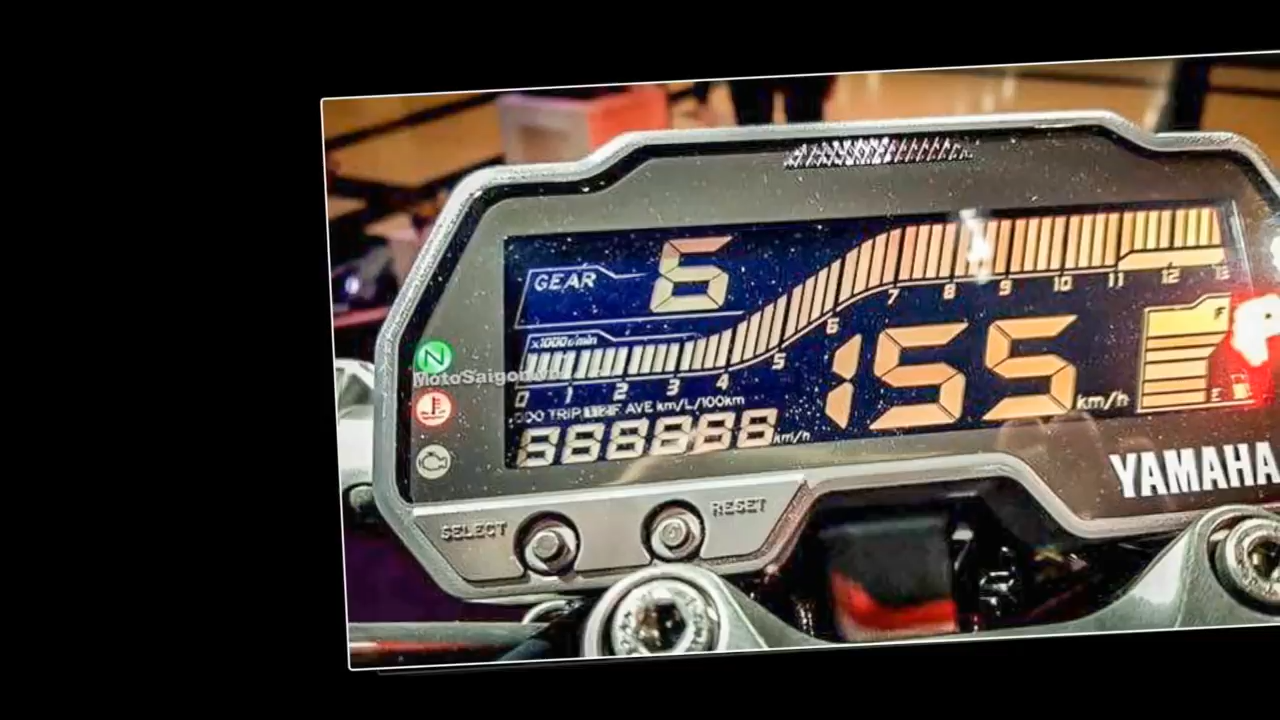 GEAR 6
x1000r/min
0 1 2 3 4 5 6 7 8 9 10 11 12
N
MotoSaigon
TRIP AVE km/L/100km
888888 km/h
155 km/h
F
E
YAMAHA
SELECT
RESET